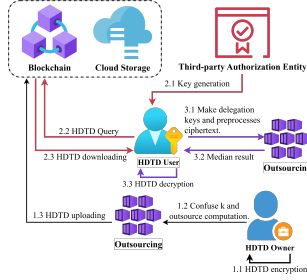 Blockchain
Cloud Storage
Third-party Authorization Entity
2.1 Key generation
2.2 HDTD Query
3.1 Make delegation
keys and preprocesses
ciphertext.
2.3 HDTD downloading
HDTD User
3.2 Median result
Outsourcin
3.3 HDTD decryption
1.3 HDTD uploading
1.2 Confuse k and
outsource computation.
Outsourcing
HDTD Owner
1.1 HDTD encryption